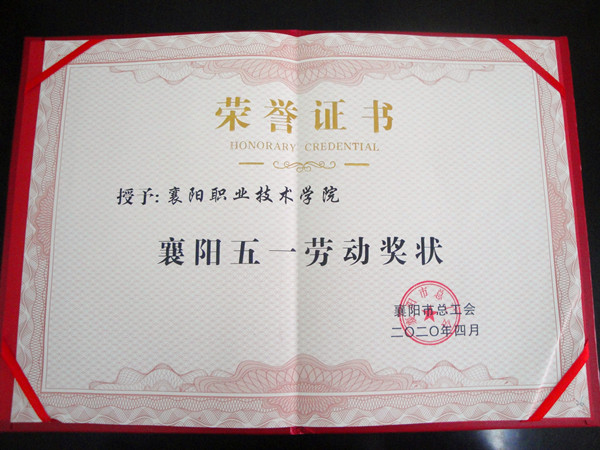 荣誉证书
HONORARY CREDENTIAL
授予:襄阳职业技术学院
襄阳五一劳动奖状
襄阳市总工会
二〇二〇年四月